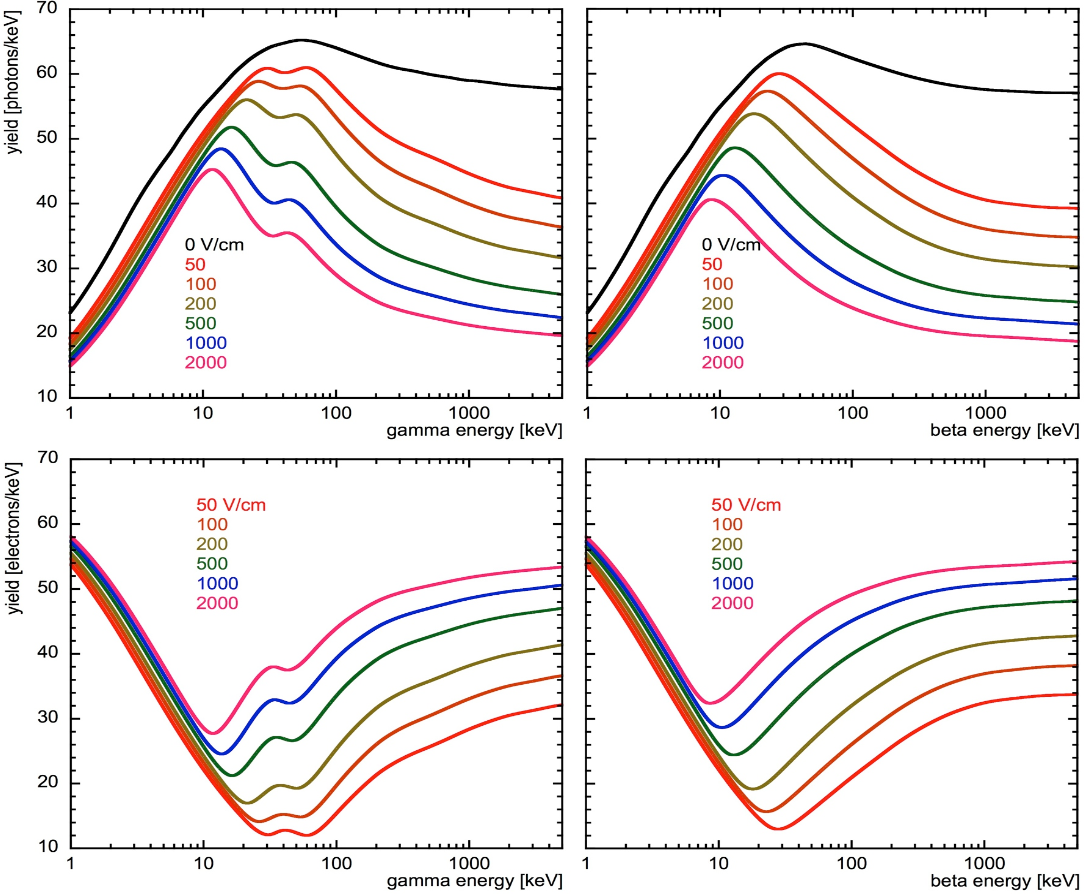 yield [photons/keV]
70
60
50
40
30
20
10
0 V/cm
50
100
200
500
1000
2000
1 10 100 1000
gamma energy [keV]
0 V/cm
50
100
200
500
1000
2000
1 10 100 1000
beta energy [keV]
yield [electrons/keV]
70
60
50
40
30
20
10
50 V/cm
100
200
500
1000
2000
1 10 100 1000
gamma energy [keV]
50 V/cm
100
200
500
1000
2000
1 10 100 1000
beta energy [keV]